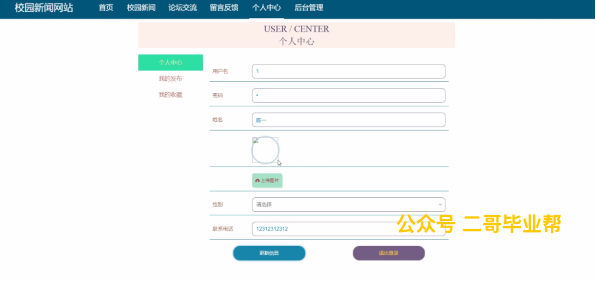 校园新闻网站 首页 校园新闻 论坛交流 留言反馈 个人中心 后台管理
USER / CENTER
个人中心
个人中心
我的发布
我的收藏
用户名 1
密码
姓名
上传图片
性别 请选择
联系电话 12312312312
公众号 二哥毕业帮
更新信息 退出登录